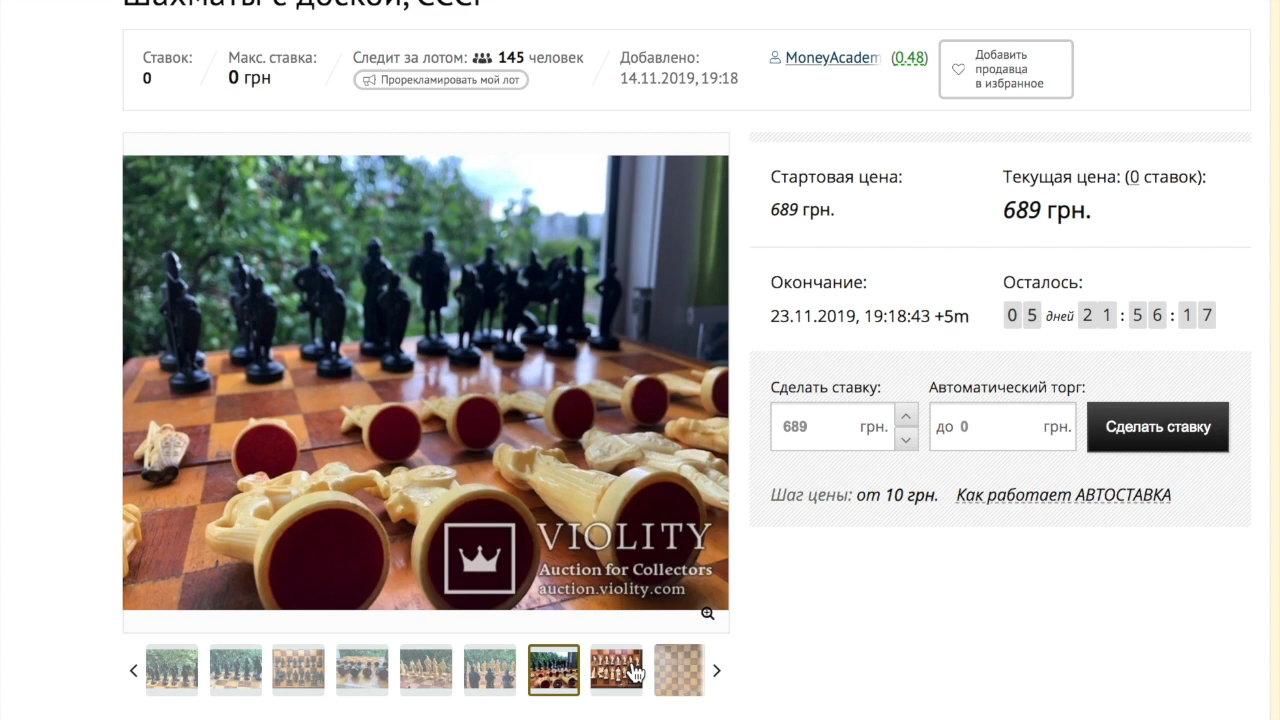 Шахматы с доской, СССР
Ставок:
0
Макс. ставка:
0 грн
Следит за лотом: 145 человек
Прорекламировать мой лот
Добавлено:
14.11.2019, 19:18
MoneyAcadem (0.48)
Добавить
продавца
в избранное
Стартовая цена:
689 грн.
Текущая цена: (0 ставок):
689 грн.
Окончание:
23.11.2019, 19:18:43 +5m
Осталось:
05 дней 21:56:17
Сделать ставку:
689 грн.
Автоматический торг:
до 0 грн.
Сделать ставку
Шаг цены: от 10 грн. Как работает АВТОСТАВКА
VIOLITY
Auction for Collectors
auction.violity.com